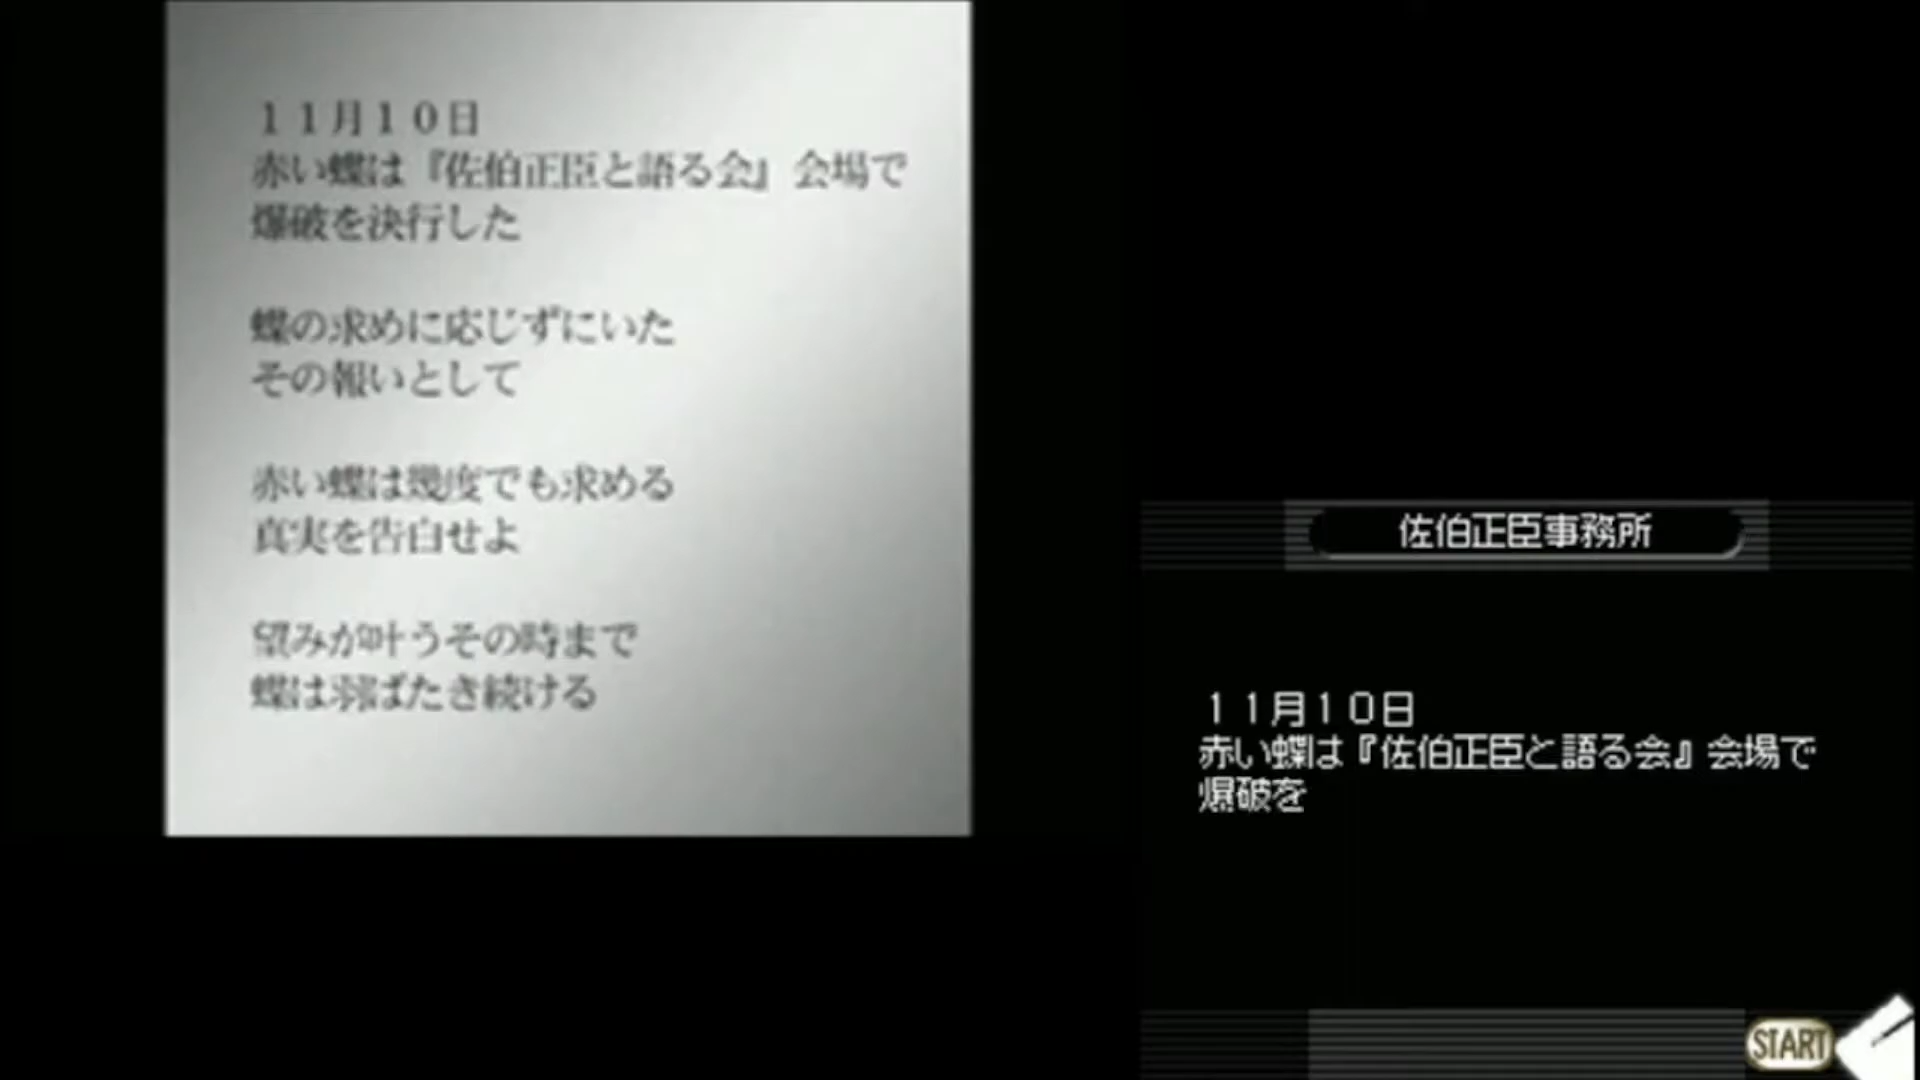 １１月１０日
赤い蝶は『佐伯正臣と語る会』会場で
爆破を決行した
蝶の求めに応じずにいた
その報いとして
赤い蝶は幾度でも求める
真実を告白せよ
望みが叶うその時まで
蝶は羽ばたき続ける
佐伯正臣事務所
１１月１０日
赤い蝶は『佐伯正臣と語る会』会場で
爆破を
START